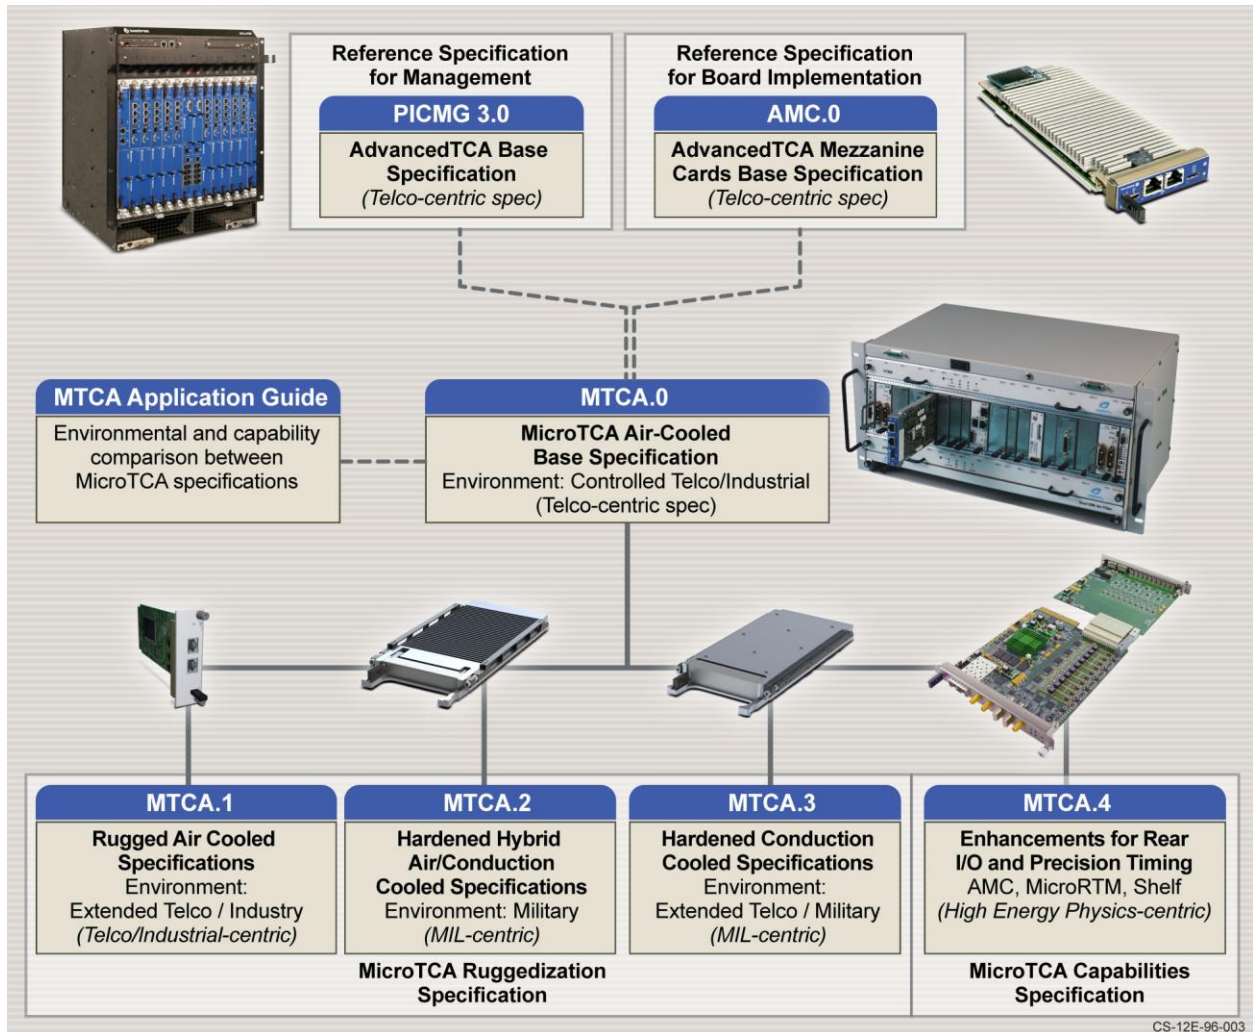 Reference Specification
for Management
PICMG 3.0
AdvancedTCA Base
Specification
(Telco-centric spec)
Reference Specification
for Board Implementation
AMC.0
AdvancedTCA Mezzanine
Cards Base Specification
(Telco-centric spec)
MTCA Application Guide
Environmental and capability
comparison between
MicroTCA specifications
MTCA.0
MicroTCA Air-Cooled
Base Specification
Environment: Controlled Telco/Industrial
(Telco-centric spec)
MTCA.1
Rugged Air Cooled
Specifications
Environment:
Extended Telco / Industry
(Telco/Industrial-centric)
MTCA.2
Hardened Hybrid
Air/Conduction
Cooled Specifications
Environment: Military
(MIL-centric)
MTCA.3
Hardened Conduction
Cooled Specifications
Environment:
Extended Telco / Military
(MIL-centric)
MicroTCA Ruggedization
Specification
MTCA.4
Enhancements for Rear
I/O and Precision Timing
AMC, MicroRTM, Shelf
(High Energy Physics-centric)
MicroTCA Capabilities
Specification
CS-12E-96-003